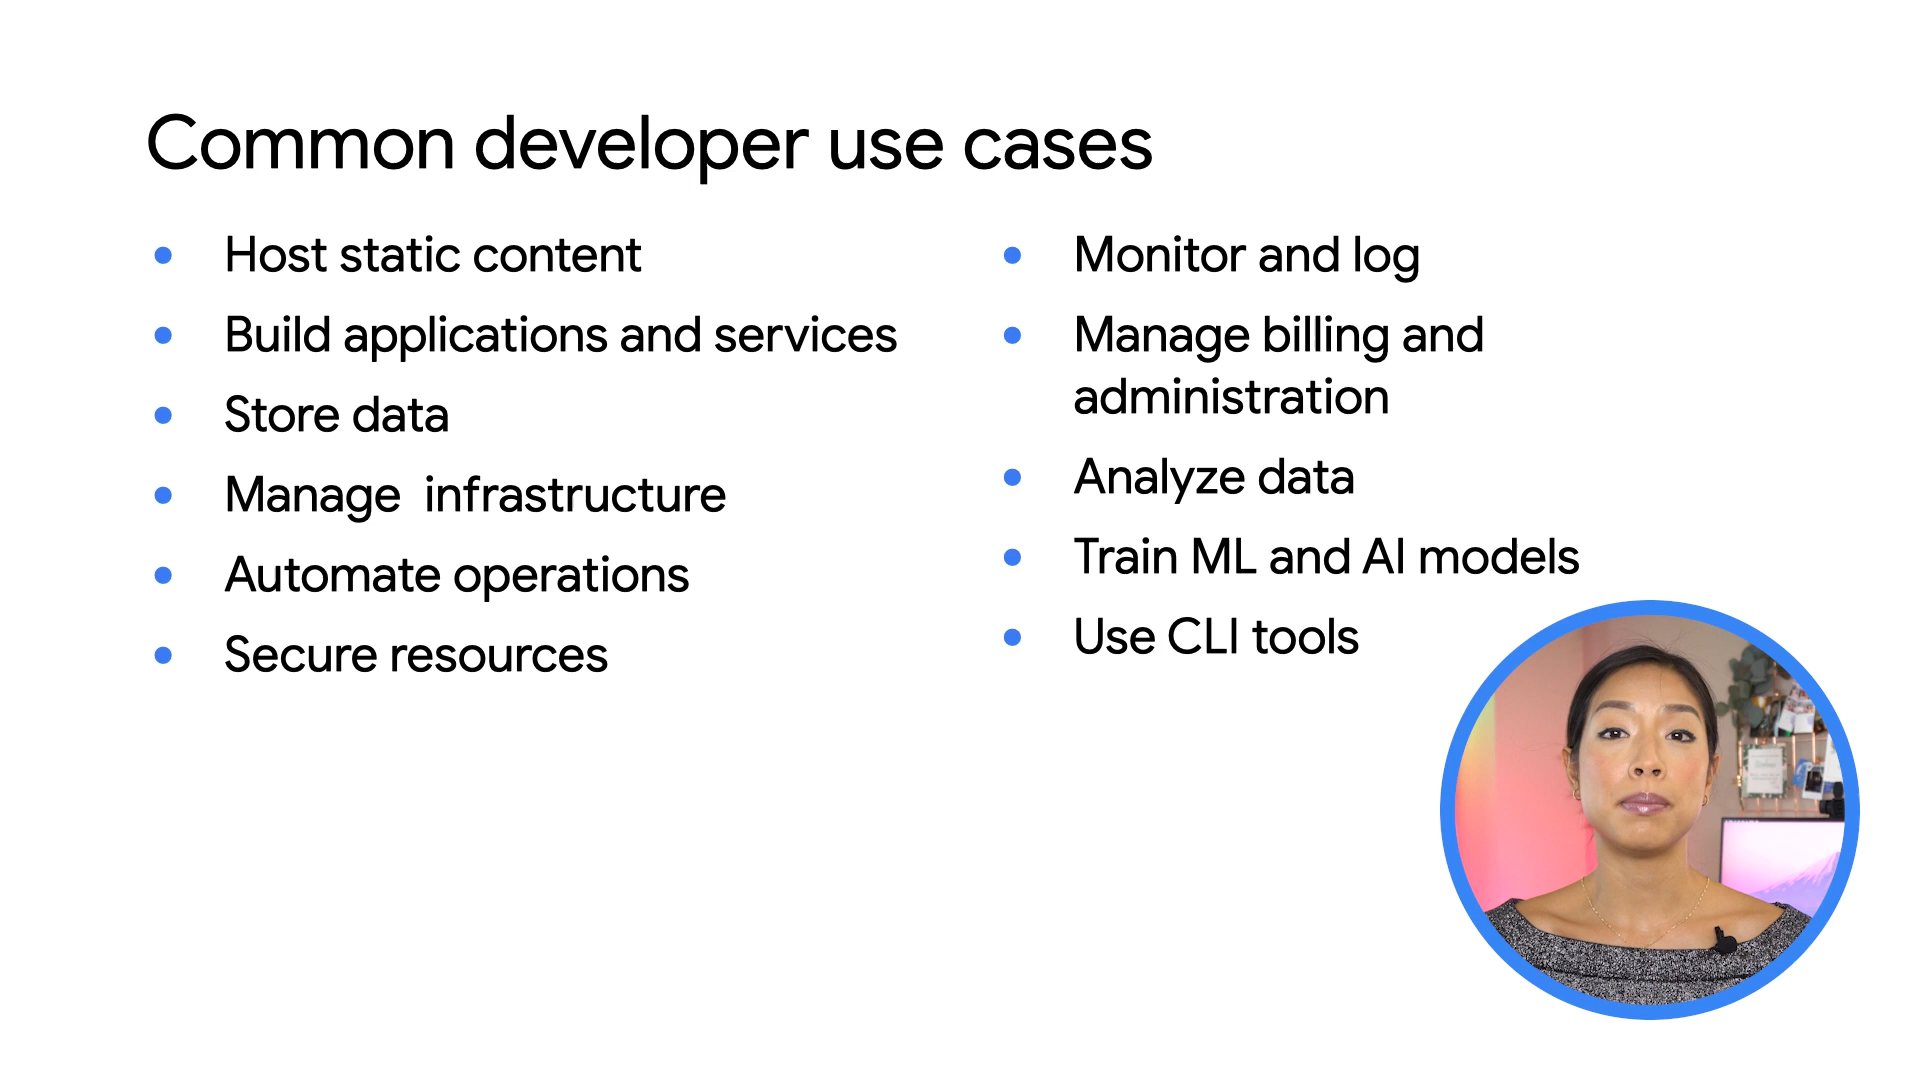 Common developer use cases
• Host static content
• Build applications and services
• Store data
• Manage  infrastructure
• Automate operations
• Secure resources
• Monitor and log
• Manage billing and
administration
• Analyze data
• Train ML and AI models
• Use CLI tools